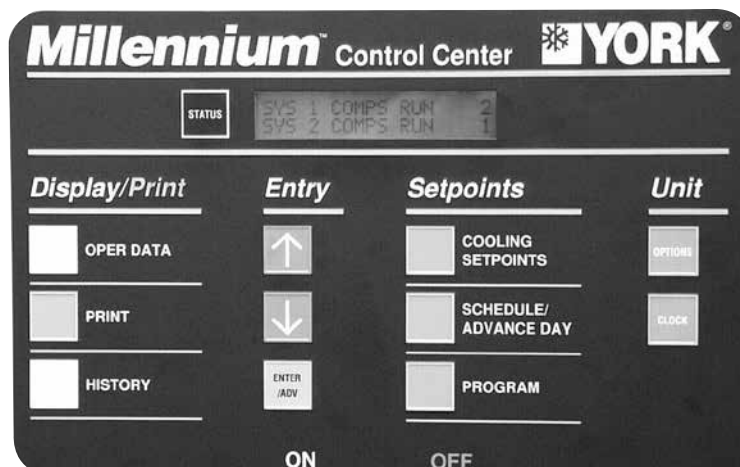 Millennium™ Control Center YORK®
STATUS
SYS 1 COMPS RUN 2
SYS 2 COMPS RUN 1
Display/Print Entry Setpoints Unit
OPER DATA
COOLING
SETPOINTS
OPTIONS
PRINT
SCHEDULE/
ADVANCE DAY
CLOCK
HISTORY
ENTER
/ADV
PROGRAM
ON OFF